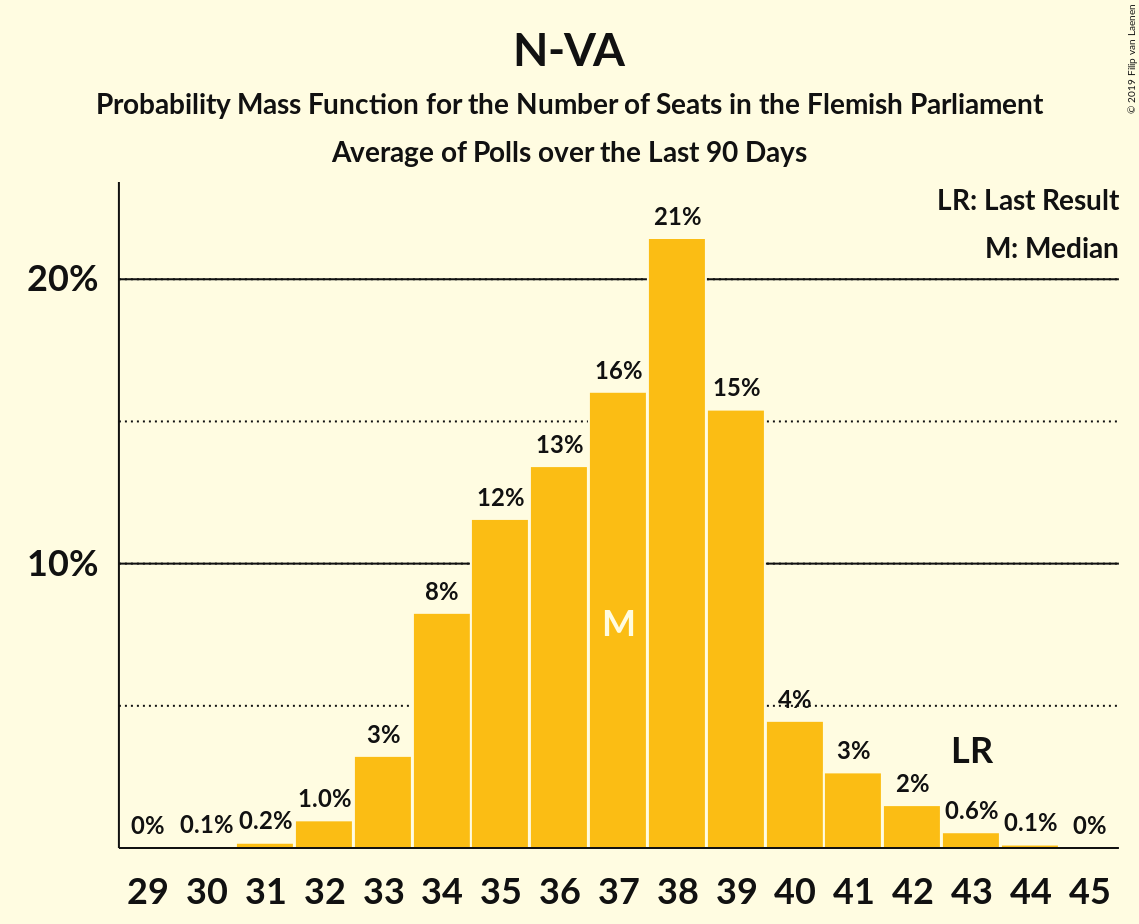 N-VA
Probability Mass Function for the Number of Seats in the Flemish Parliament
Average of Polls over the Last 90 Days
© 2019 Filip van Laenen
LR: Last Result
M: Median
20%
10%
0%
0.1%
0.2%
1.0%
3%
8%
12%
13%
16%
21%
15%
4%
3%
2%
0.6%
0.1%
0%
M
LR
29 30 31 32 33 34 35 36 37 38 39 40 41 42 43 44 45